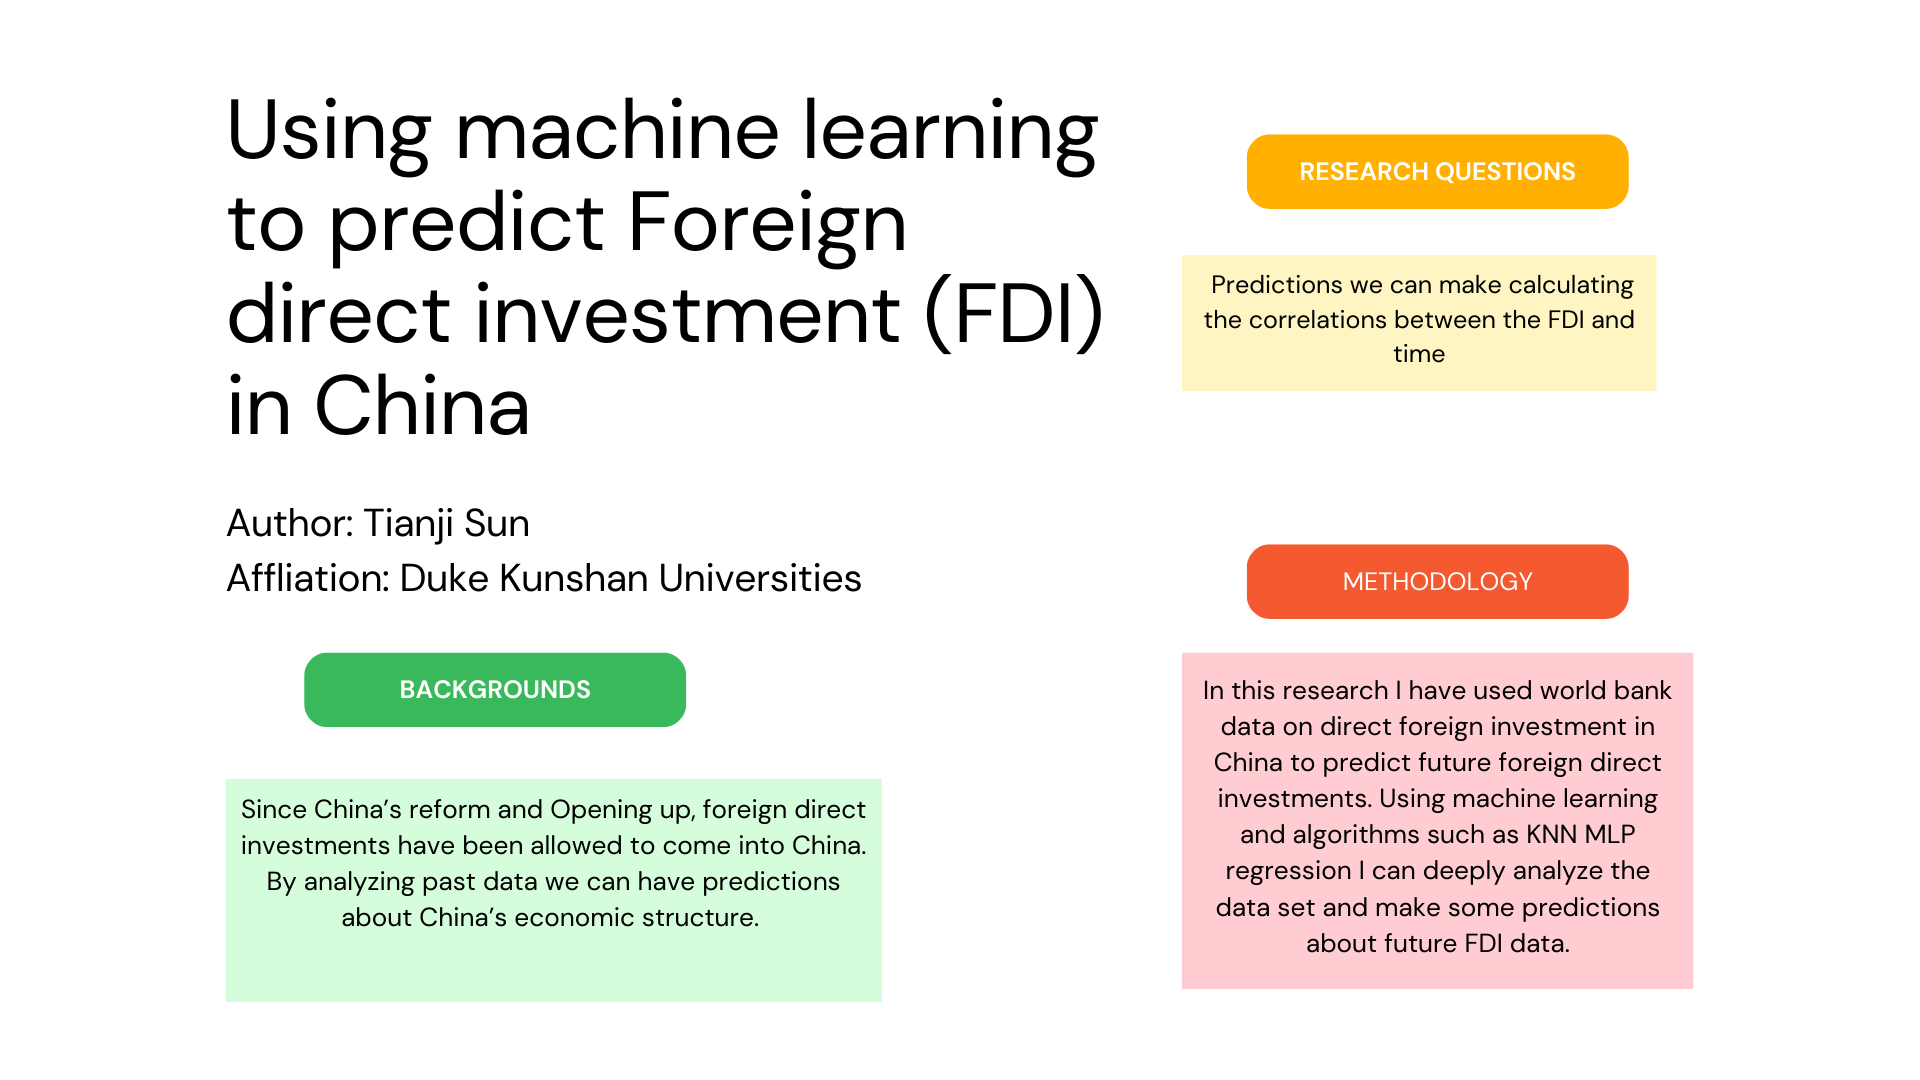 Using machine learning
to predict Foreign
direct investment (FDI)
in China
Author: Tianji Sun
Affliation: Duke Kunshan Universities
BACKGROUNDS
Since China’s reform and Opening up, foreign direct
investments have been allowed to come into China.
By analyzing past data we can have predictions
about China’s economic structure.
RESEARCH QUESTIONS
Predictions we can make calculating
the correlations between the FDI and
time
METHODOLOGY
In this research I have used world bank
data on direct foreign investment in
China to predict future foreign direct
investments. Using machine learning
and algorithms such as KNN MLP
regression I can deeply analyze the
data set and make some predictions
about future FDI data.